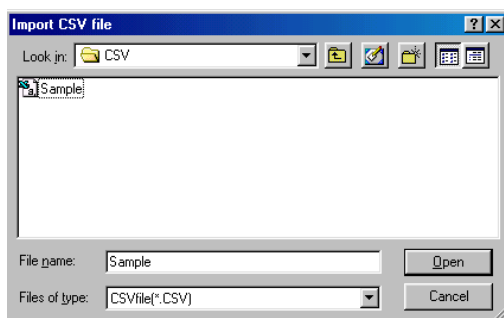 Import CSV file
Look in: CSV
Sample
File name: Sample Open
Files of type: CSVfile(*.CSV) Cancel